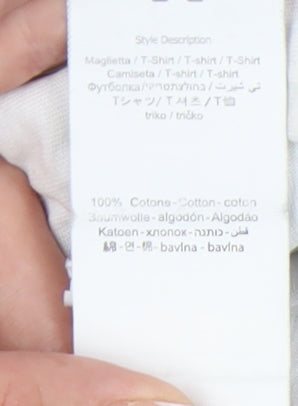 Style Description
Maglietta / T-Shirt / T-shirt / T-Shirt
Camiseta / T-shirt / T-shirt
Футболка/חולצת טריקו / تي شيرت
Tシャツ/ T 셔츠 / T恤
triko / tričko
100% Cotone-Cotton- coton
Baumwolle- algodón-Algodão
Katoen-хлопок-כותנה-قطن
綿-면-棉- bavlna - bavlna